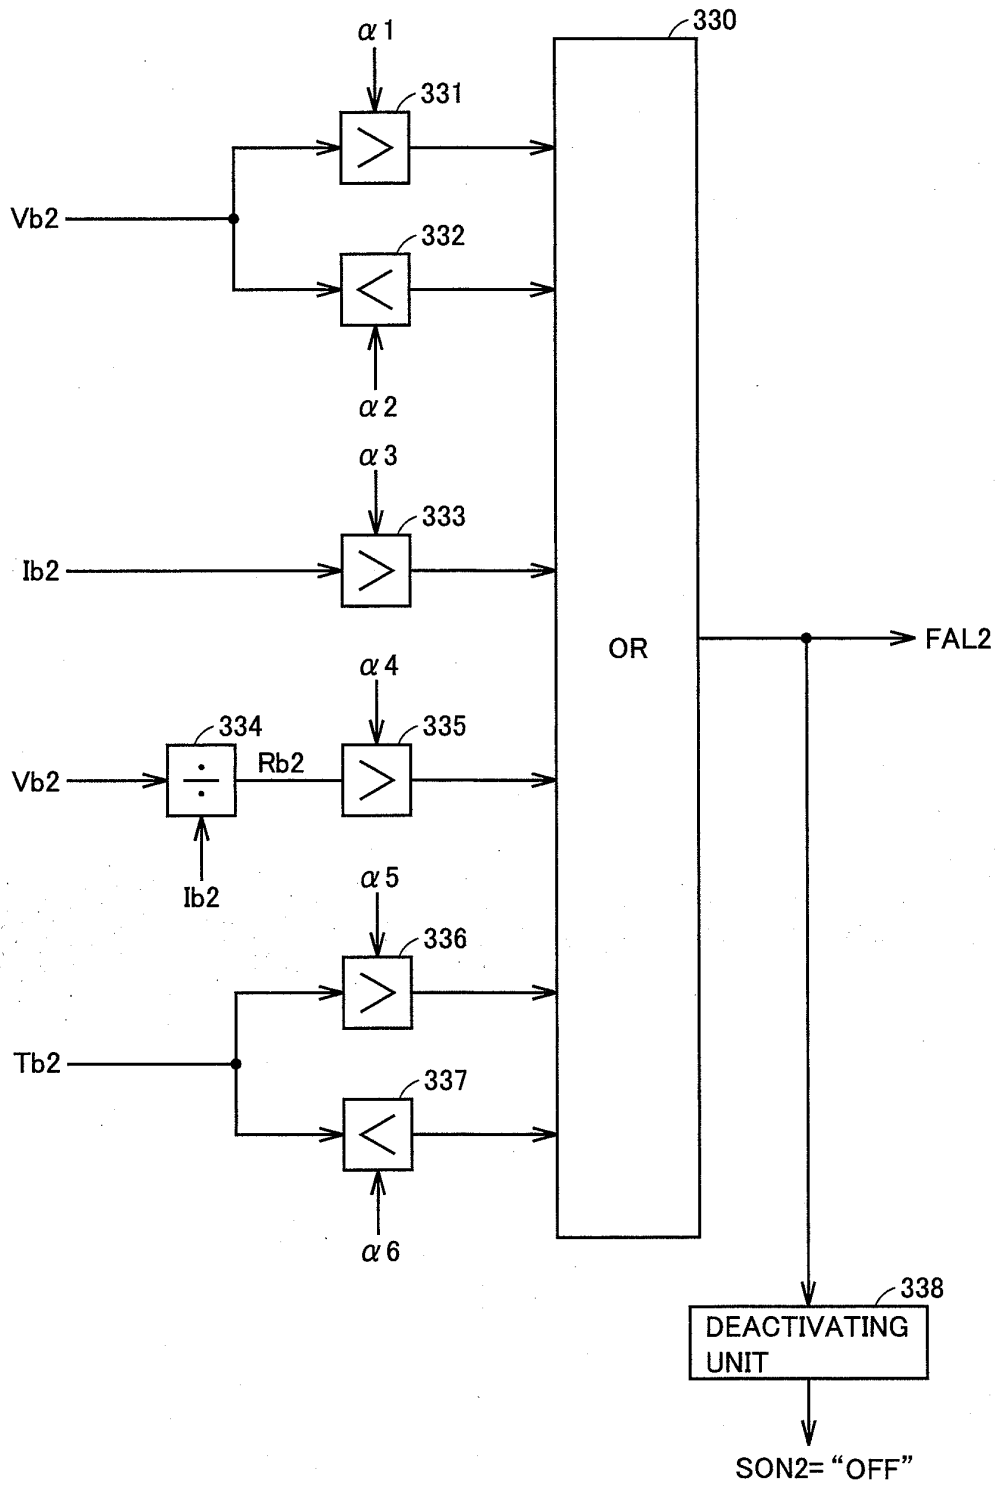 α1
330
331
>
Vb2
332
<
α2
α3
333
Ib2
>
OR
FAL2
α4
334
335
Vb2
÷
Rb2
>
Ib2
α5
336
>
Tb2
337
<
α6
338
DEACTIVATING
UNIT
SON2= “OFF”